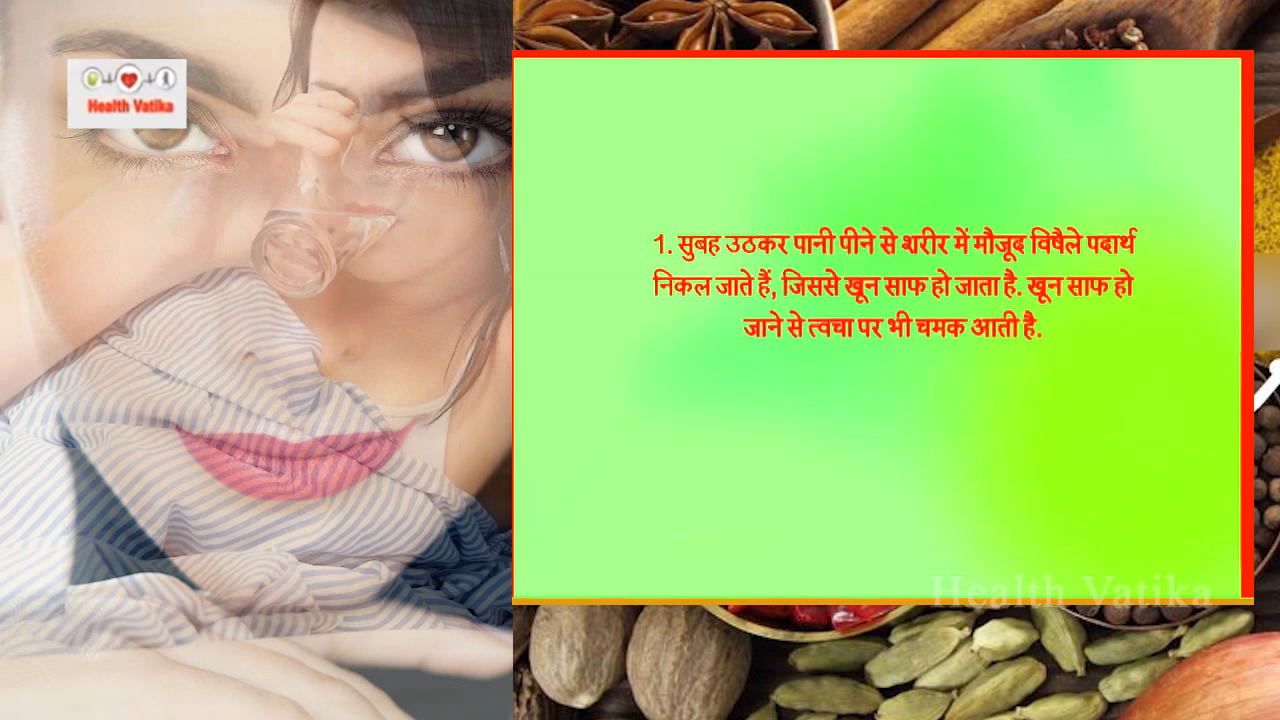 Health Vatika
1. सुबह उठकर पानी पीने से शरीर में मौजूद विषैले पदार्थ
निकल जाते हैं, जिससे खून साफ हो जाता है. खून साफ हो
जाने से त्वचा पर भी चमक आती है.
Health Vatika